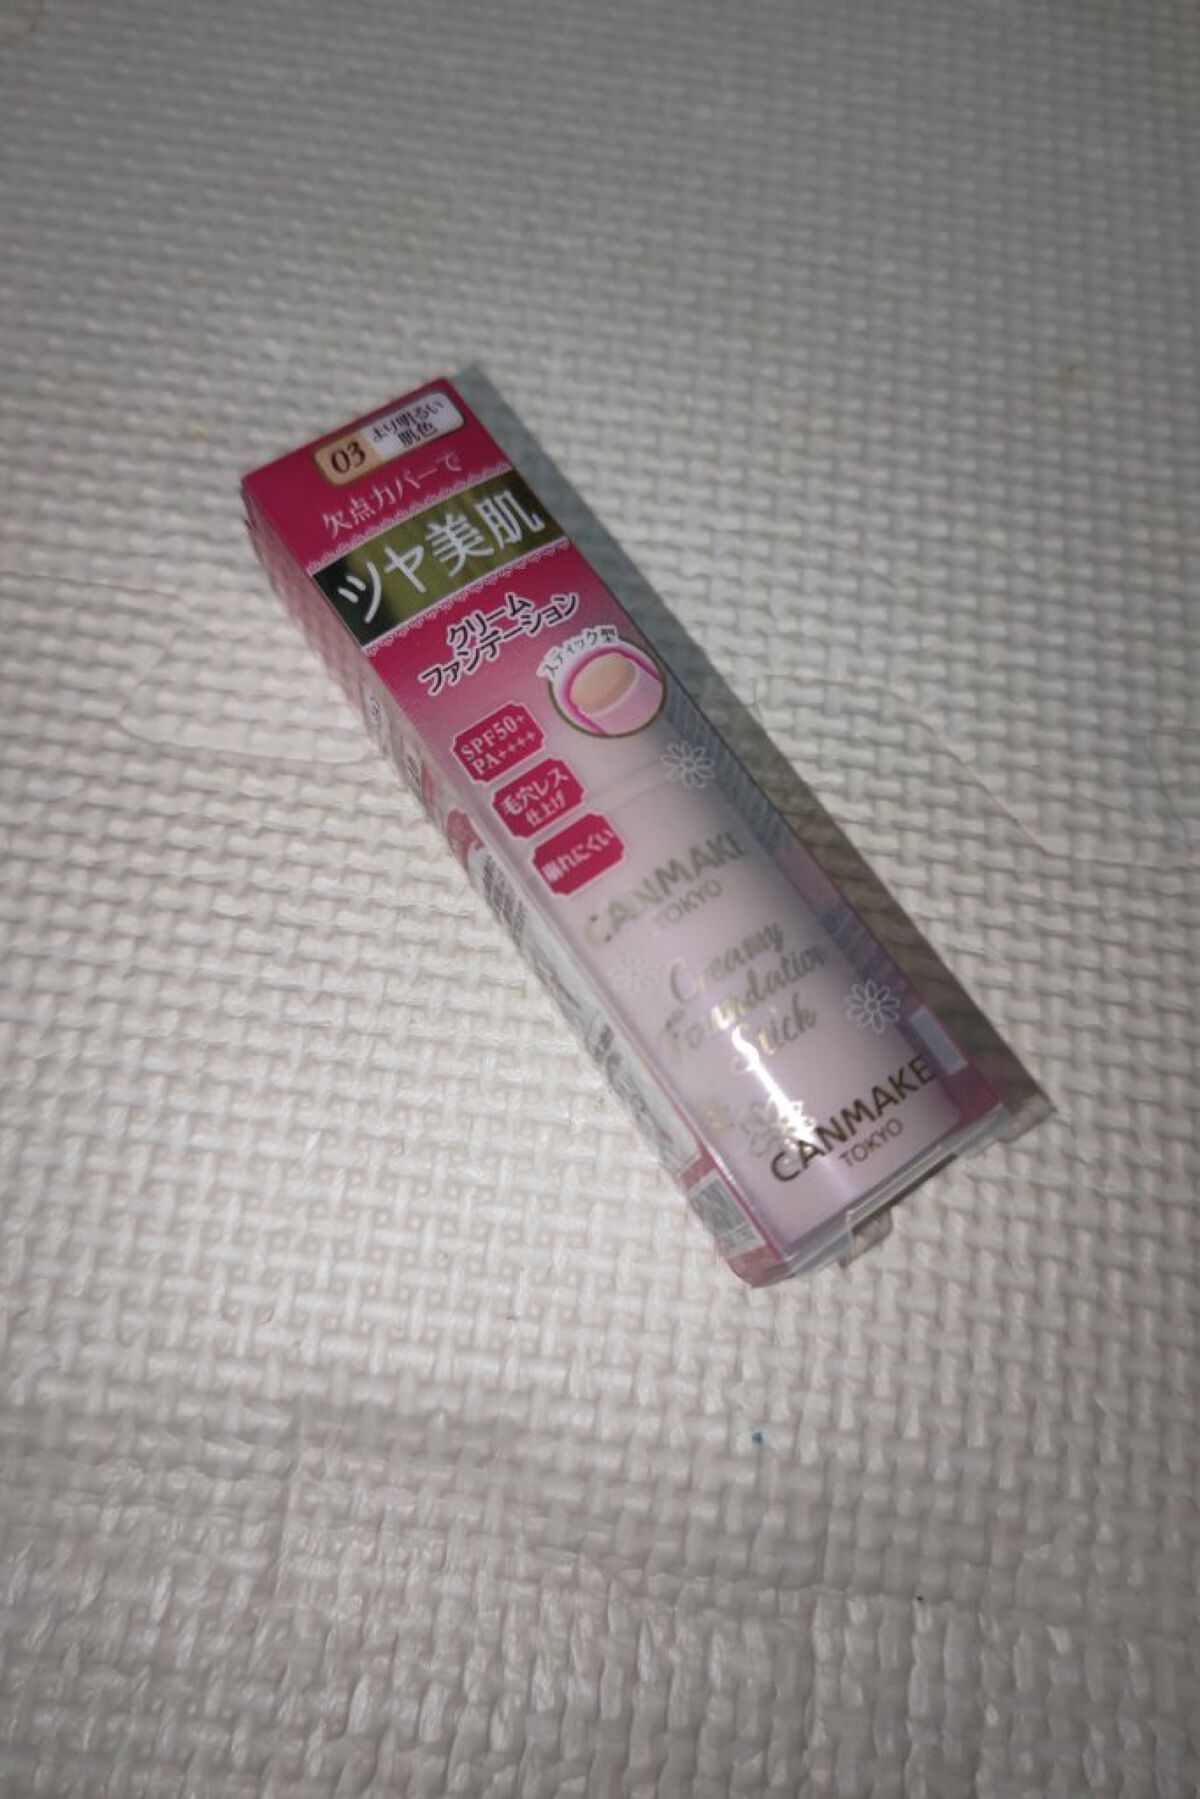 03
より明るい
肌色
欠点カバーで
ツヤ美肌
クリーム
ファンデーション
スティック型
SPF50+
PA++++
毛穴レス
仕上げ
崩れにくい
CANMAKE
TOKYO
Creamy
Foundation
Stick
CANMAKE
TOKYO